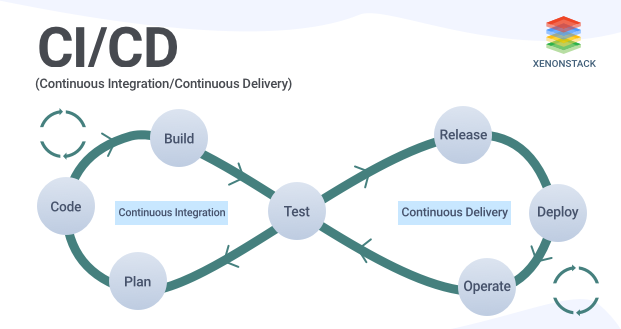 CI/CD
(Continuous Integration/Continuous Delivery)
XENONSTACK
Build
Release
Code
Continuous Integration
Test
Continuous Delivery
Deploy
Plan
Operate